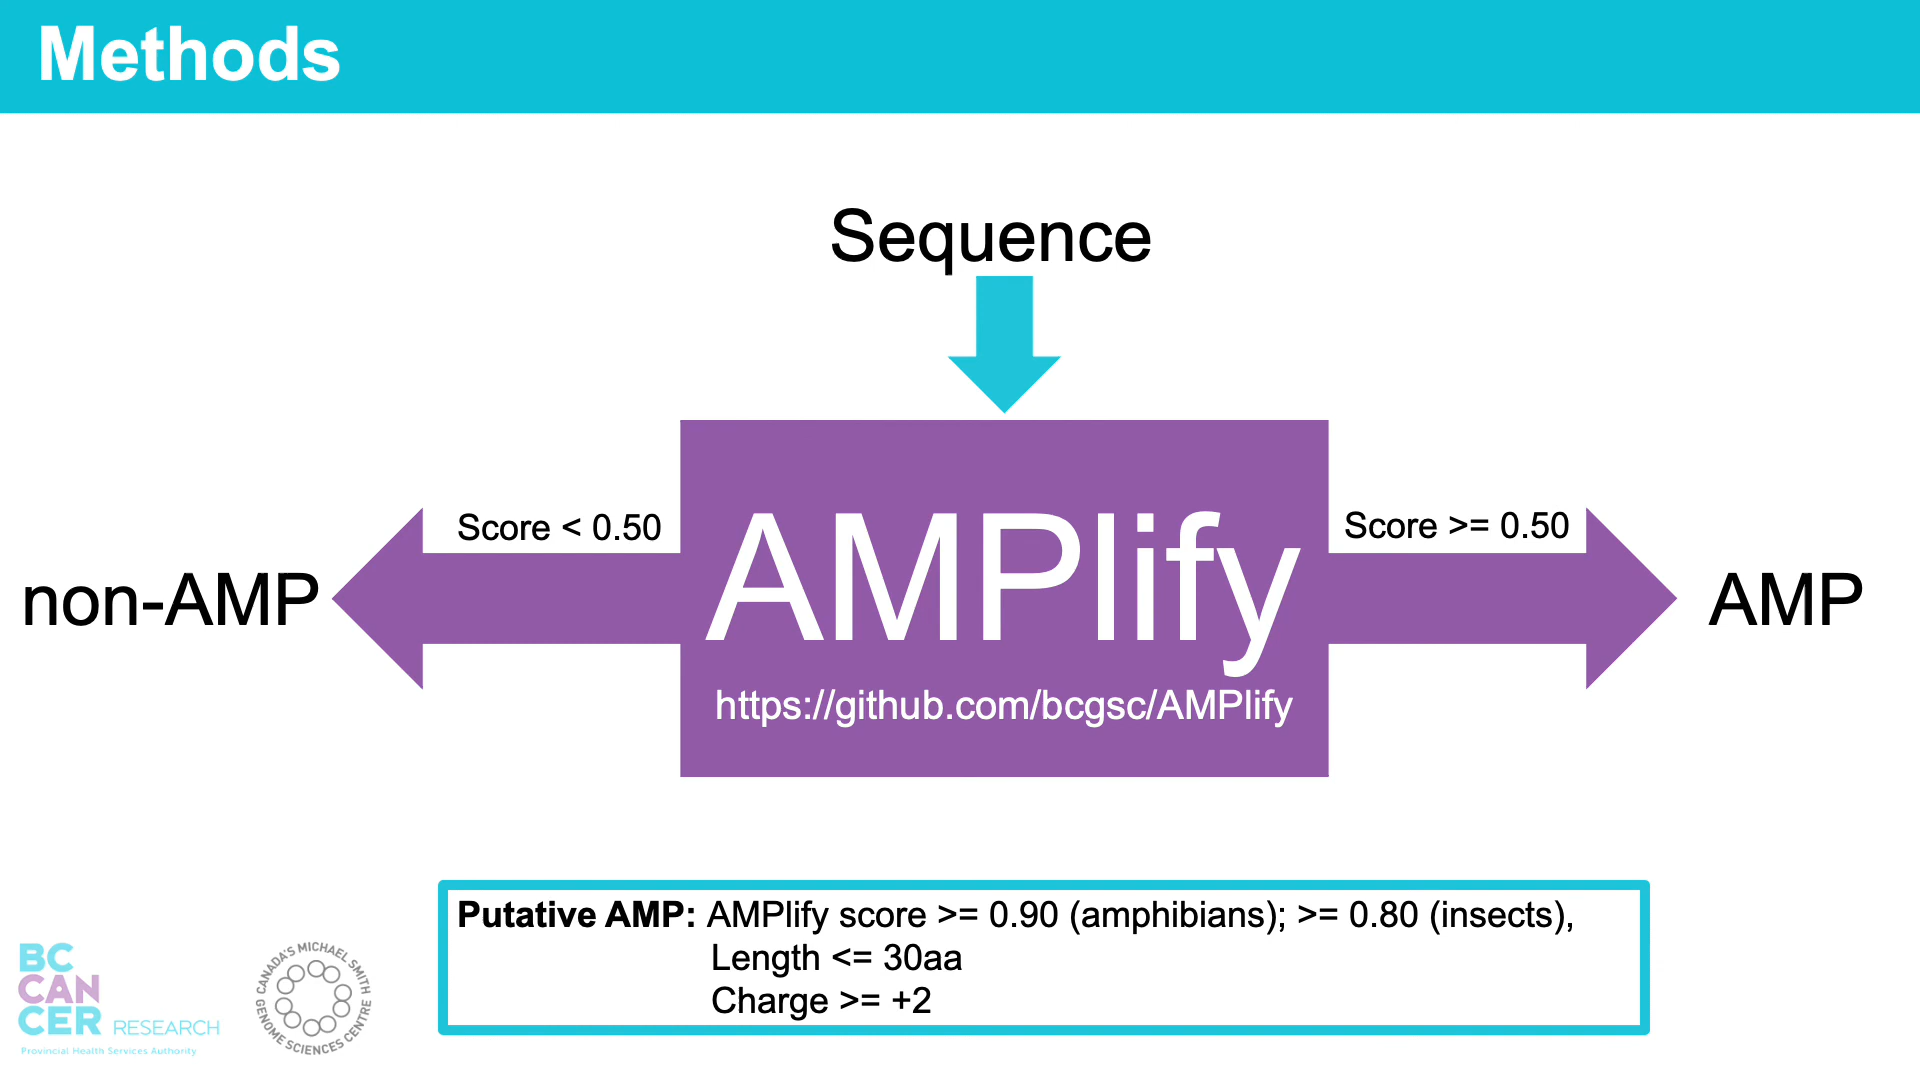 Methods
Sequence
Score < 0.50
Score >= 0.50
non-AMP
AMPlify
AMP
https://github.com/bcgsc/AMPlify
Putative AMP: AMPlify score >= 0.90 (amphibians); >= 0.80 (insects),
Length <= 30aa
Charge >= +2
BC
CAN
CER RESEARCH
Provincial Health Services Authority
CANADA'S MICHAEL SMITH
GENOME SCIENCES CENTRE